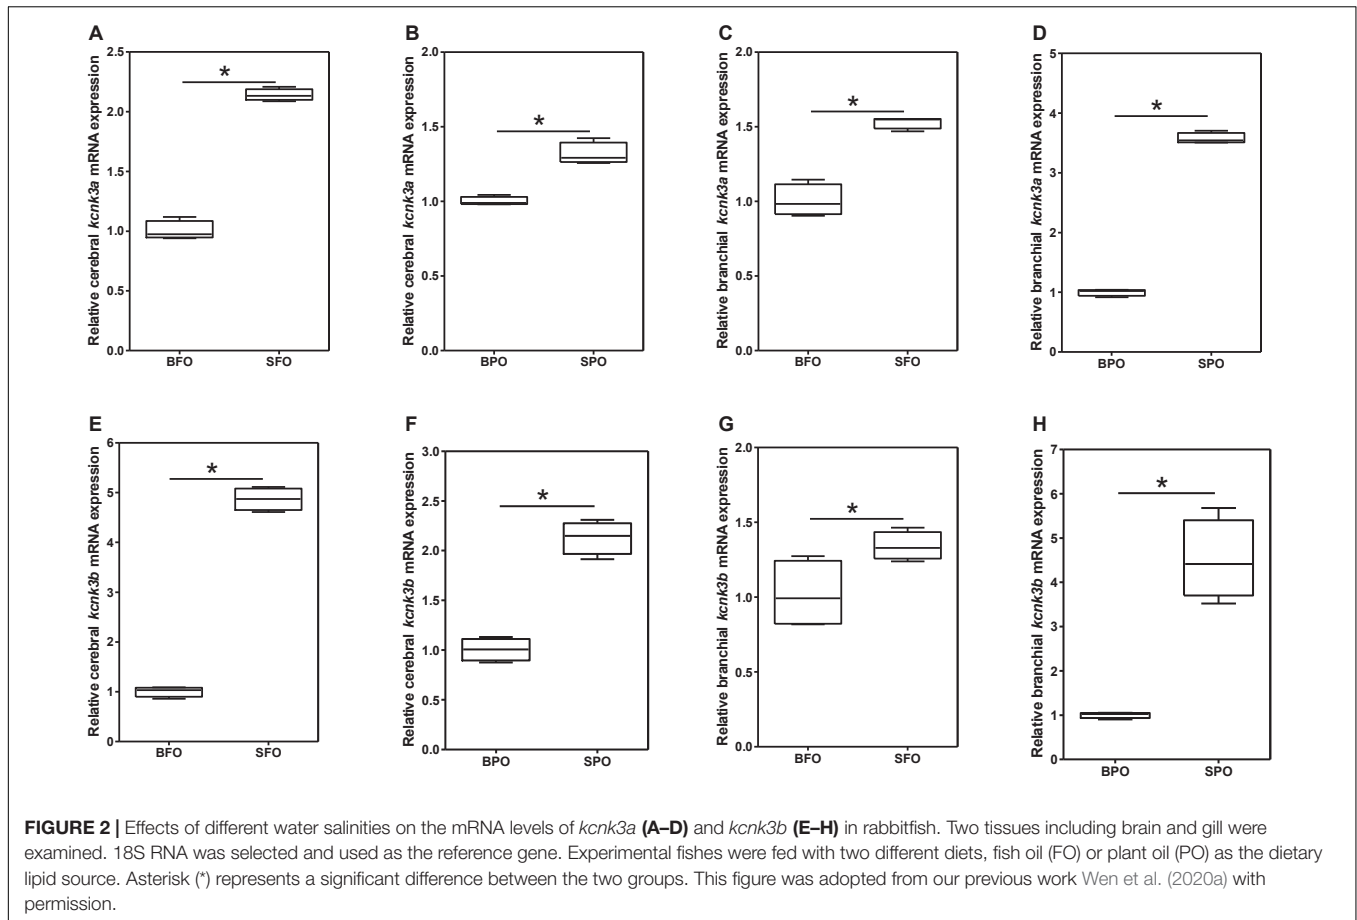 A
Relative cerebral kcnk3a mRNA expression
2.5
2.0
1.5
1.0
0.5
0.0
*
BFO SFO
B
Relative cerebral kcnk3a mRNA expression
2.0
1.5
1.0
0.5
0.0
*
BPO SPO
C
Relative branchial kcnk3a mRNA expression
2.0
1.5
1.0
0.5
0.0
*
BFO SFO
D
Relative branchial kcnk3a mRNA expression
5
4
3
2
1
0
*
BPO SPO
E
Relative cerebral kcnk3b mRNA expression
6
5
4
3
2
1
0
*
BFO SFO
F
Relative cerebral kcnk3b mRNA expression
3.0
2.5
2.0
1.5
1.0
0.5
0.0
*
BPO SPO
G
Relative branchial kcnk3b mRNA expression
2.0
1.5
1.0
0.5
0.0
*
BFO SFO
H
Relative branchial kcnk3b mRNA expression
7
6
5
4
3
2
1
0
*
BPO SPO
FIGURE 2 | Effects of different water salinities on the mRNA levels of kcnk3a (A–D) and kcnk3b (E–H) in rabbitfish. Two tissues including brain and gill were
examined. 18S RNA was selected and used as the reference gene. Experimental fishes were fed with two different diets, fish oil (FO) or plant oil (PO) as the dietary
lipid source. Asterisk (*) represents a significant difference between the two groups. This figure was adopted from our previous work Wen et al. (2020a) with
permission.